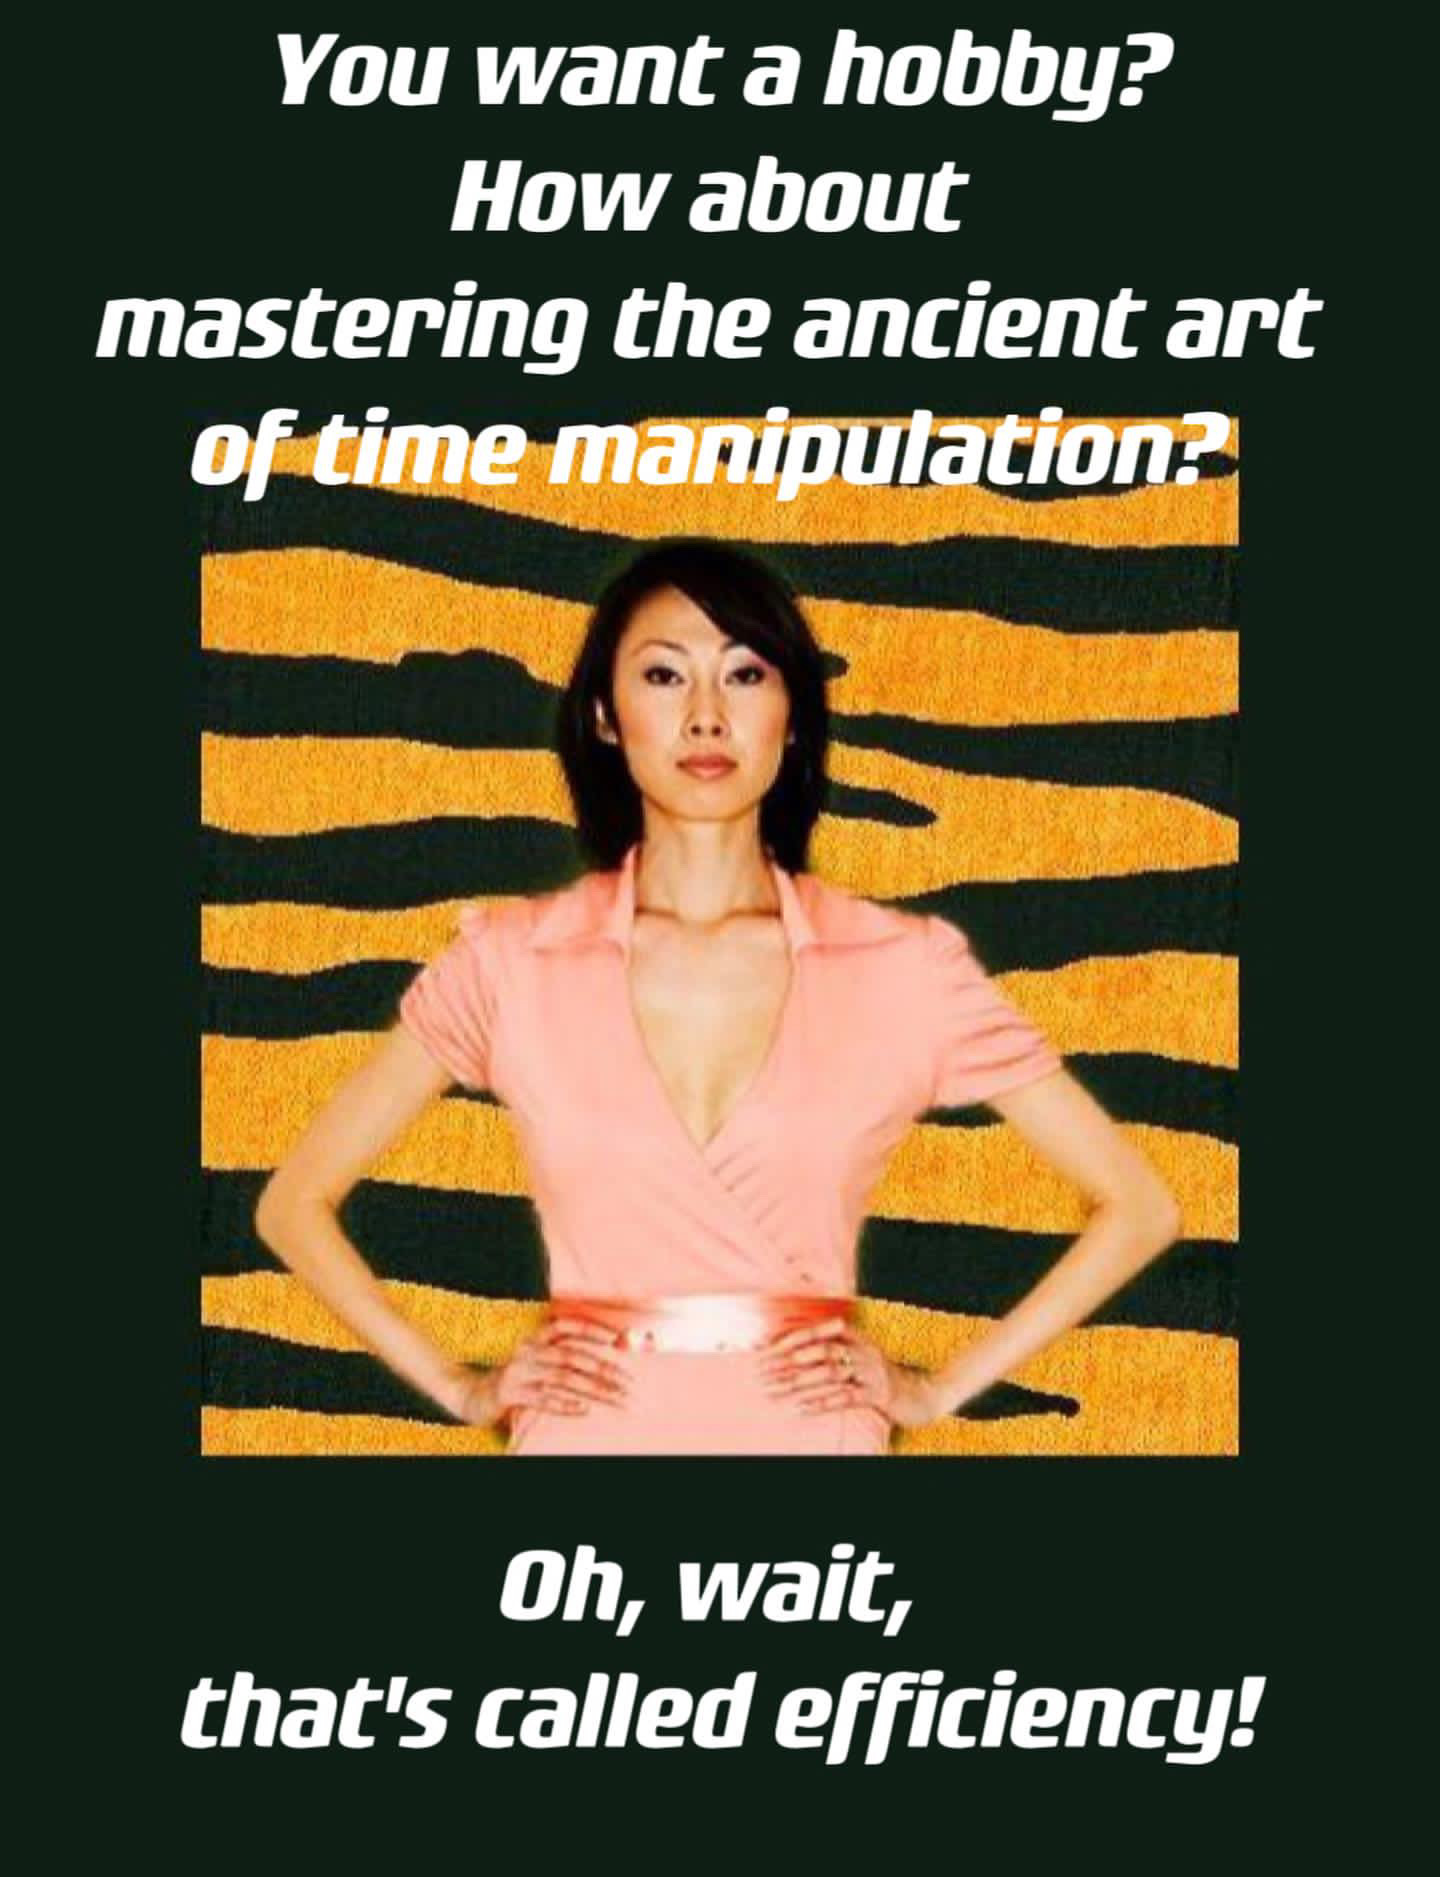 You want a hobby?
How about
mastering the ancient art
of time manipulation?
Oh, wait,
that's called efficiency!